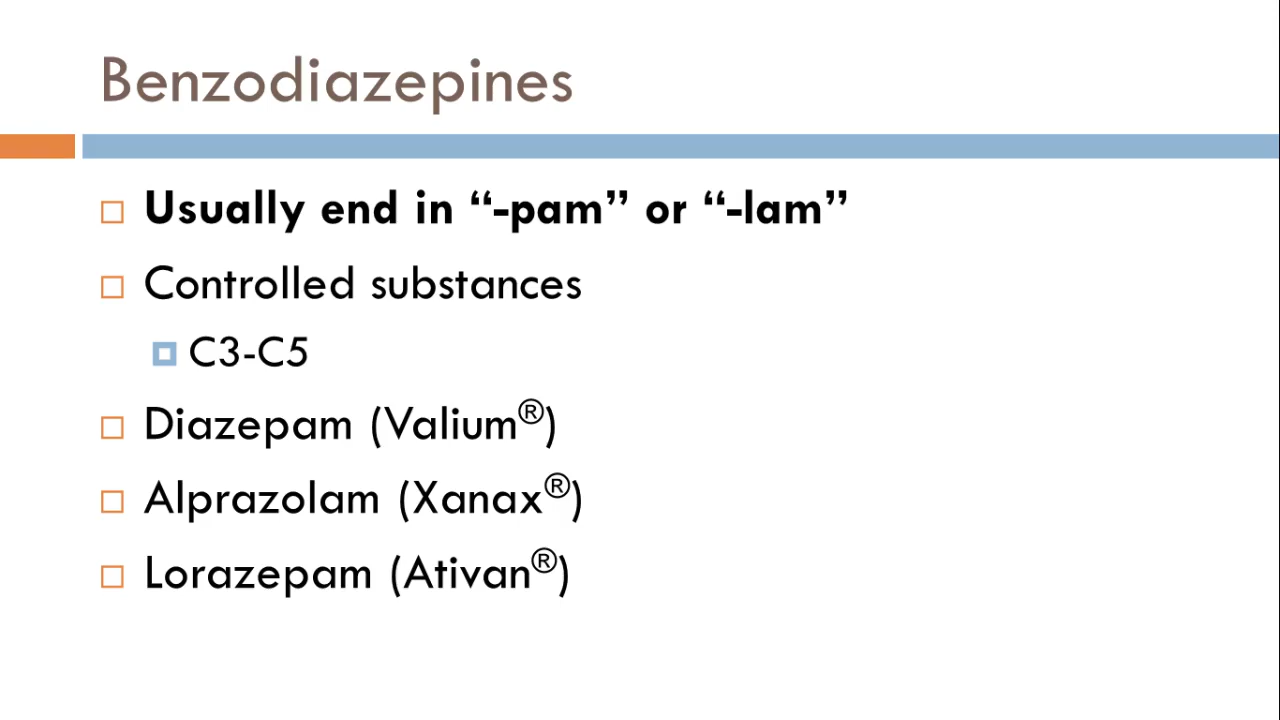 Benzodiazepines
Usually end in “-pam” or “-lam”
Controlled substances
C3-C5
Diazepam (Valium®)
Alprazolam (Xanax®)
Lorazepam (Ativan®)